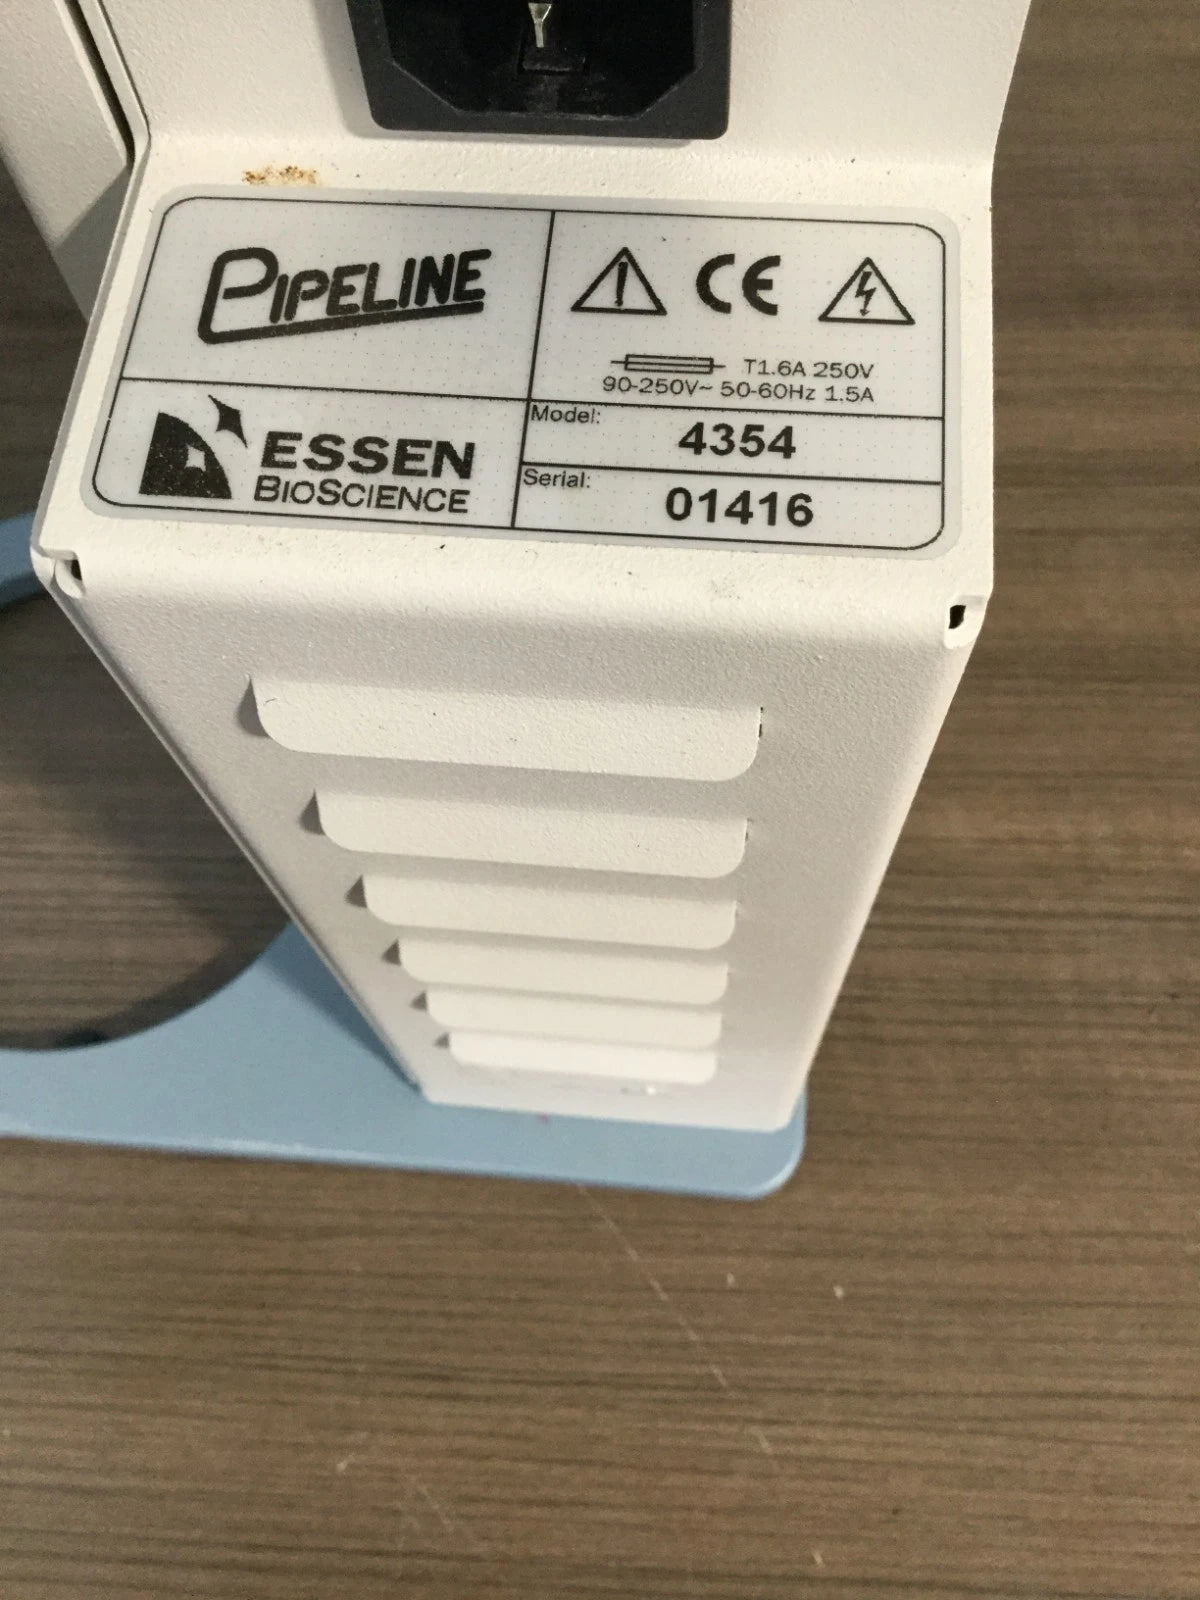 PIPELINE
CE
T1.6A 250V
90-250V~ 50-60Hz 1.5A
ESSEN
BIOSCIENCE
Model:
4354
Serial:
01416